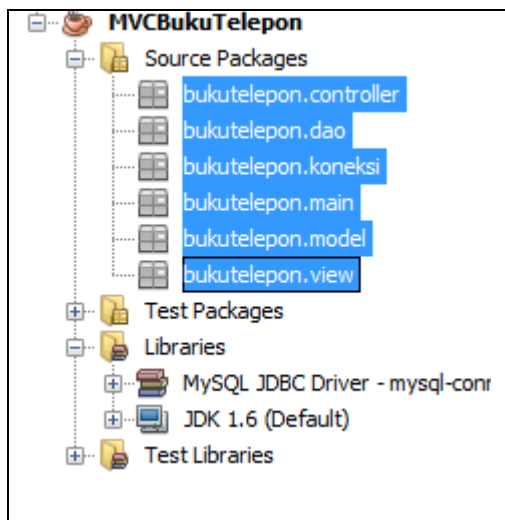 MVCBukuTelepon
Source Packages
bukutelepon.controller
bukutelepon.dao
bukutelepon.koneksi
bukutelepon.main
bukutelepon.model
bukutelepon.view
Test Packages
Libraries
MySQL JDBC Driver - mysql-conn
JDK 1.6 (Default)
Test Libraries